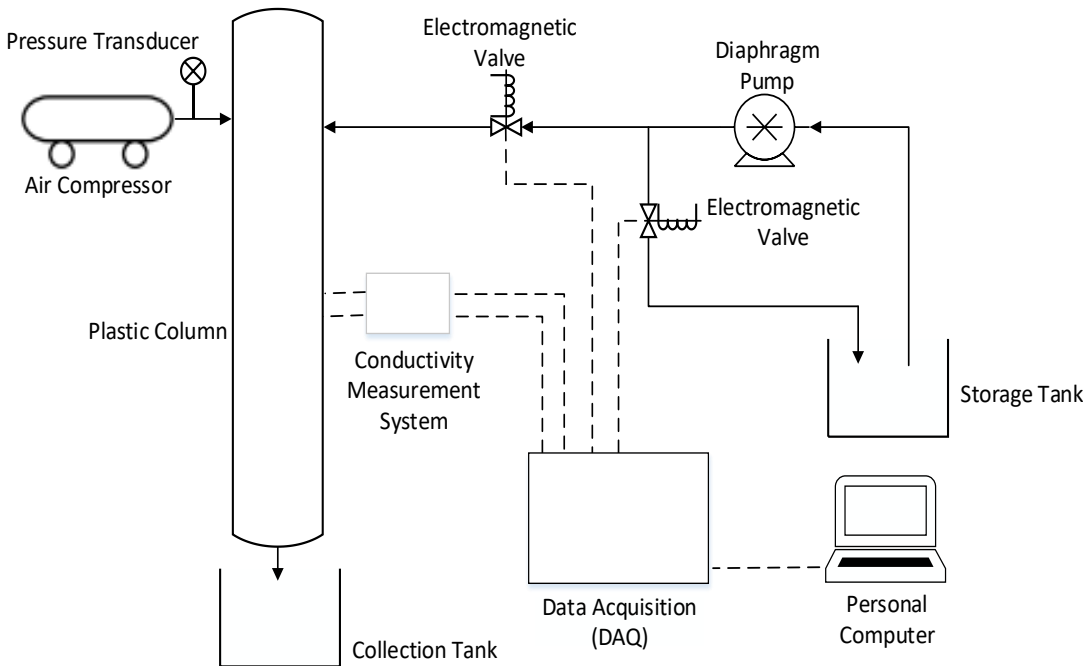 Pressure Transducer
Air Compressor
Electromagnetic
Valve
Diaphragm
Pump
Electromagnetic
Valve
Plastic Column
Conductivity
Measurement
System
Storage Tank
Data Acquisition
(DAQ)
Personal
Computer
Collection Tank